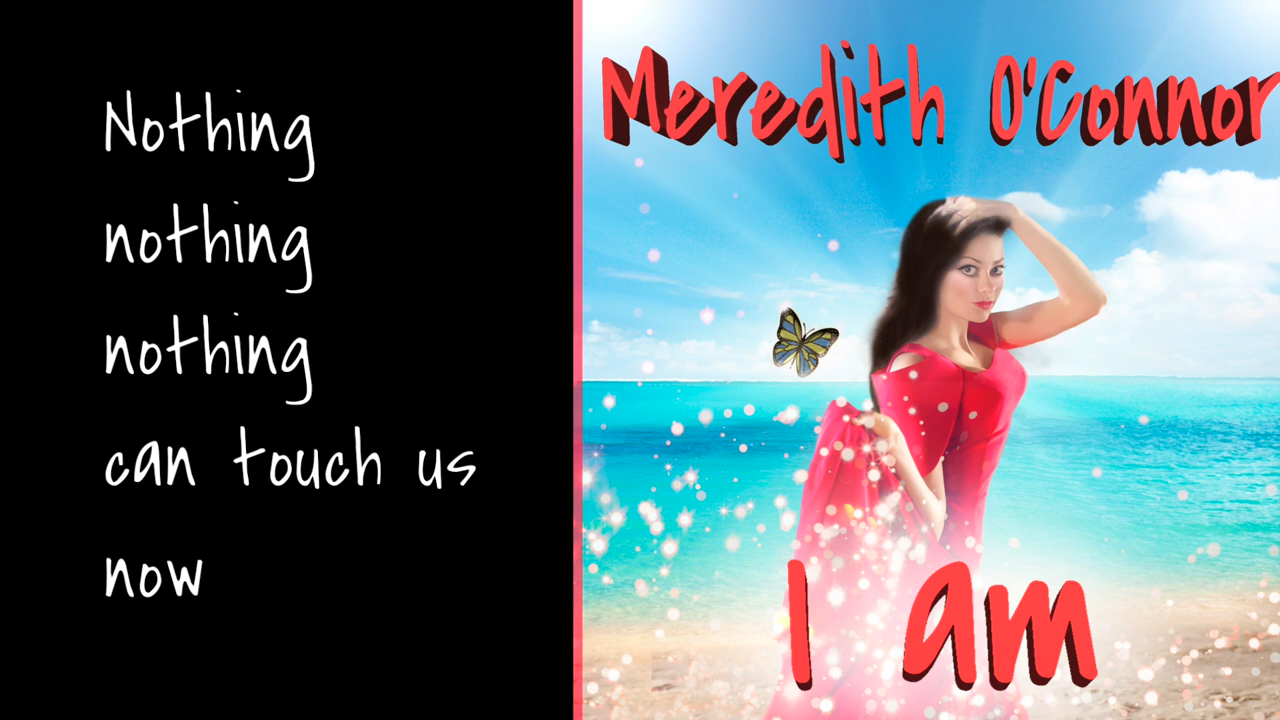 Nothing
nothing
nothing
can touch us
now
Meredith O'Connor
I am